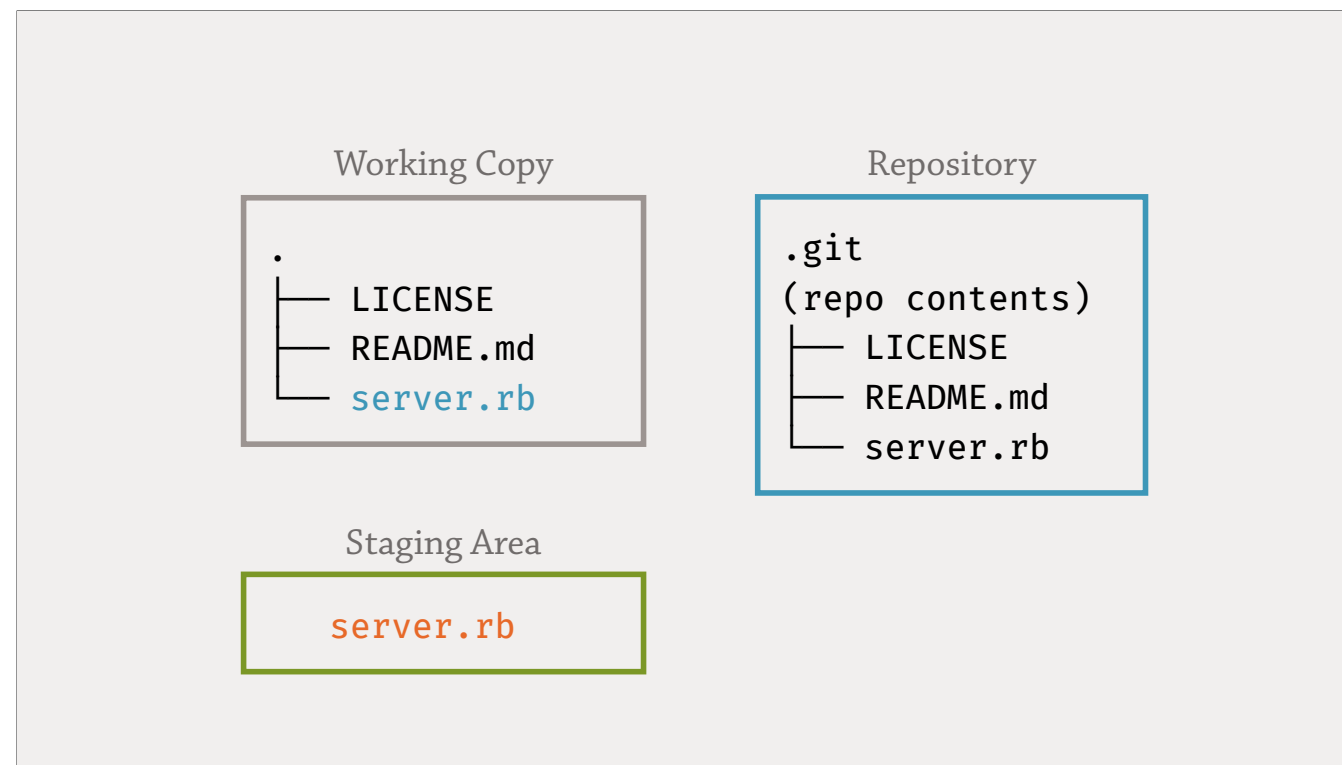 Working Copy
.
├── LICENSE
├── README.md
└── server.rb
Repository
.git
(repo contents)
├── LICENSE
├── README.md
└── server.rb
Staging Area
server.rb